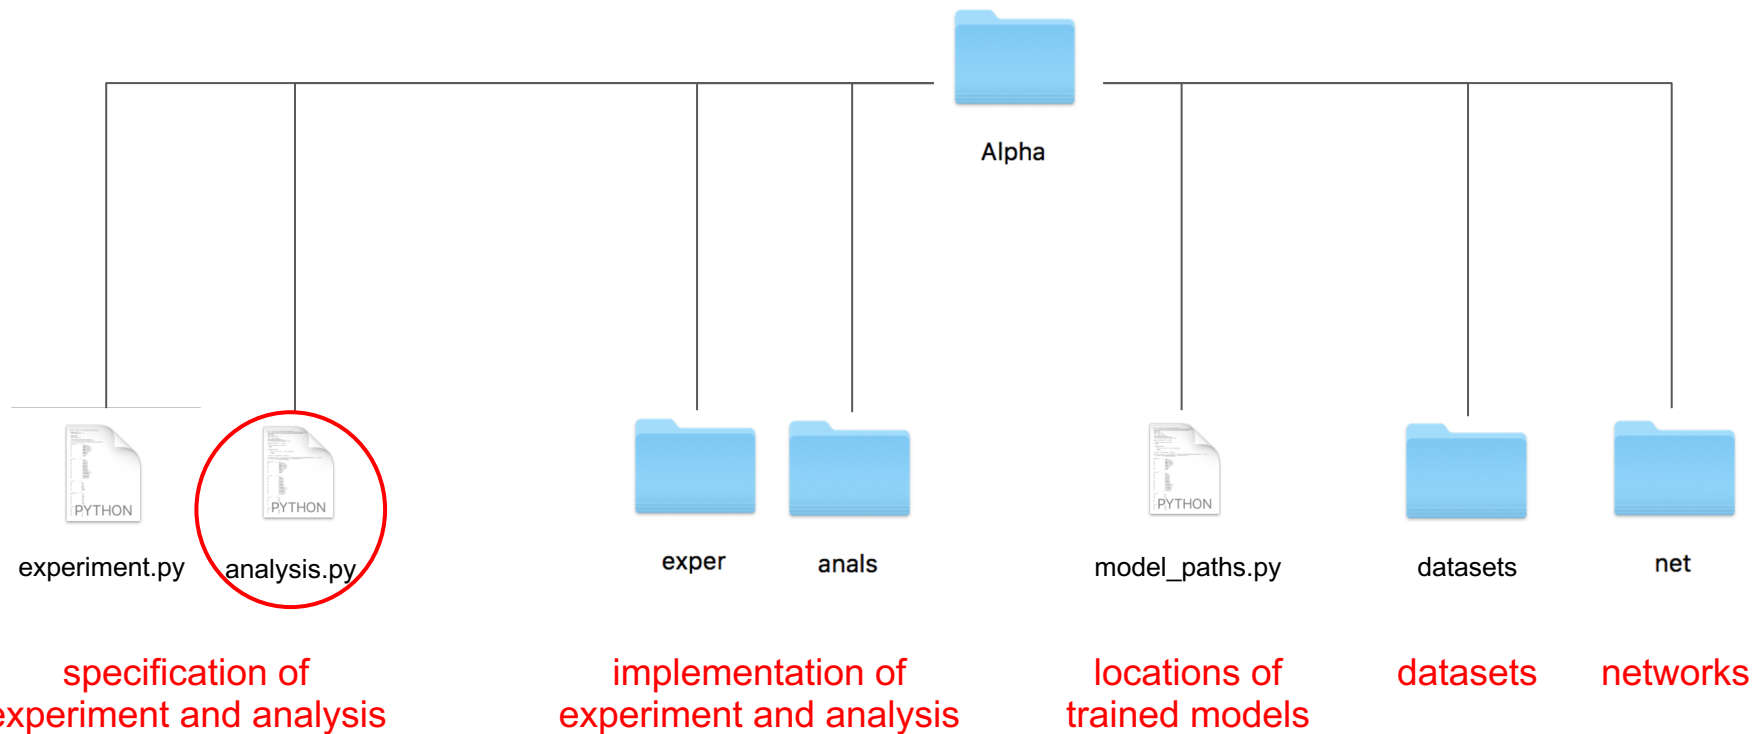 Alpha
PYTHON
PYTHON
PYTHON
experiment.py
analysis.py
exper
anals
model_paths.py
datasets
net
specification of
experiment and analysis
implementation of
experiment and analysis
locations of
trained models
datasets
networks